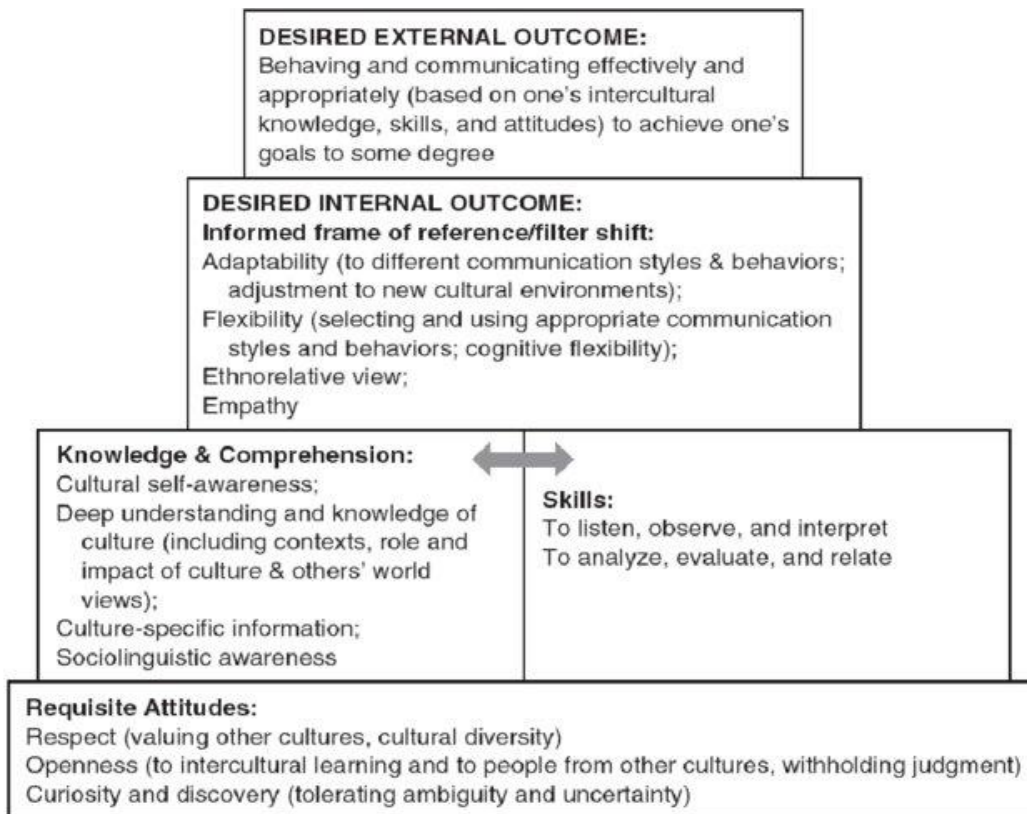 DESIRED EXTERNAL OUTCOME:
Behaving and communicating effectively and
appropriately (based on one's intercultural
knowledge, skills, and attitudes) to achieve one's
goals to some degree
DESIRED INTERNAL OUTCOME:
Informed frame of reference/filter shift:
Adaptability (to different communication styles & behaviors;
adjustment to new cultural environments);
Flexibility (selecting and using appropriate communication
styles and behaviors; cognitive flexibility);
Ethnorelative view;
Empathy
Knowledge & Comprehension:
Cultural self-awareness;
Deep understanding and knowledge of
culture (including contexts, role and
impact of culture & others' world
views);
Culture-specific information;
Sociolinguistic awareness
Skills:
To listen, observe, and interpret
To analyze, evaluate, and relate
Requisite Attitudes:
Respect (valuing other cultures, cultural diversity)
Openness (to intercultural learning and to people from other cultures, withholding judgment)
Curiosity and discovery (tolerating ambiguity and uncertainty)